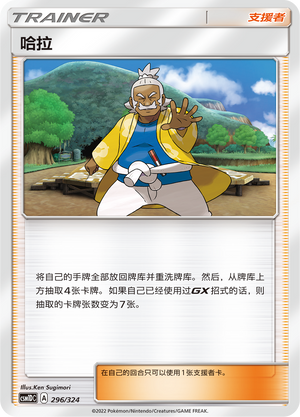 TRAINER 支援者
哈拉
将自己的手牌全部放回牌库并重洗牌库。然后，从牌库上
方抽取4张卡牌。如果自己已经使用过GX招式的话，则
抽取的卡牌张数变为7张。
Illus.Ken Sugimori
CSM1DC A 296/324
在自己的回合只可以使用1张支援者卡。
©2022 Pokémon/Nintendo/Creatures/GAME FREAK.